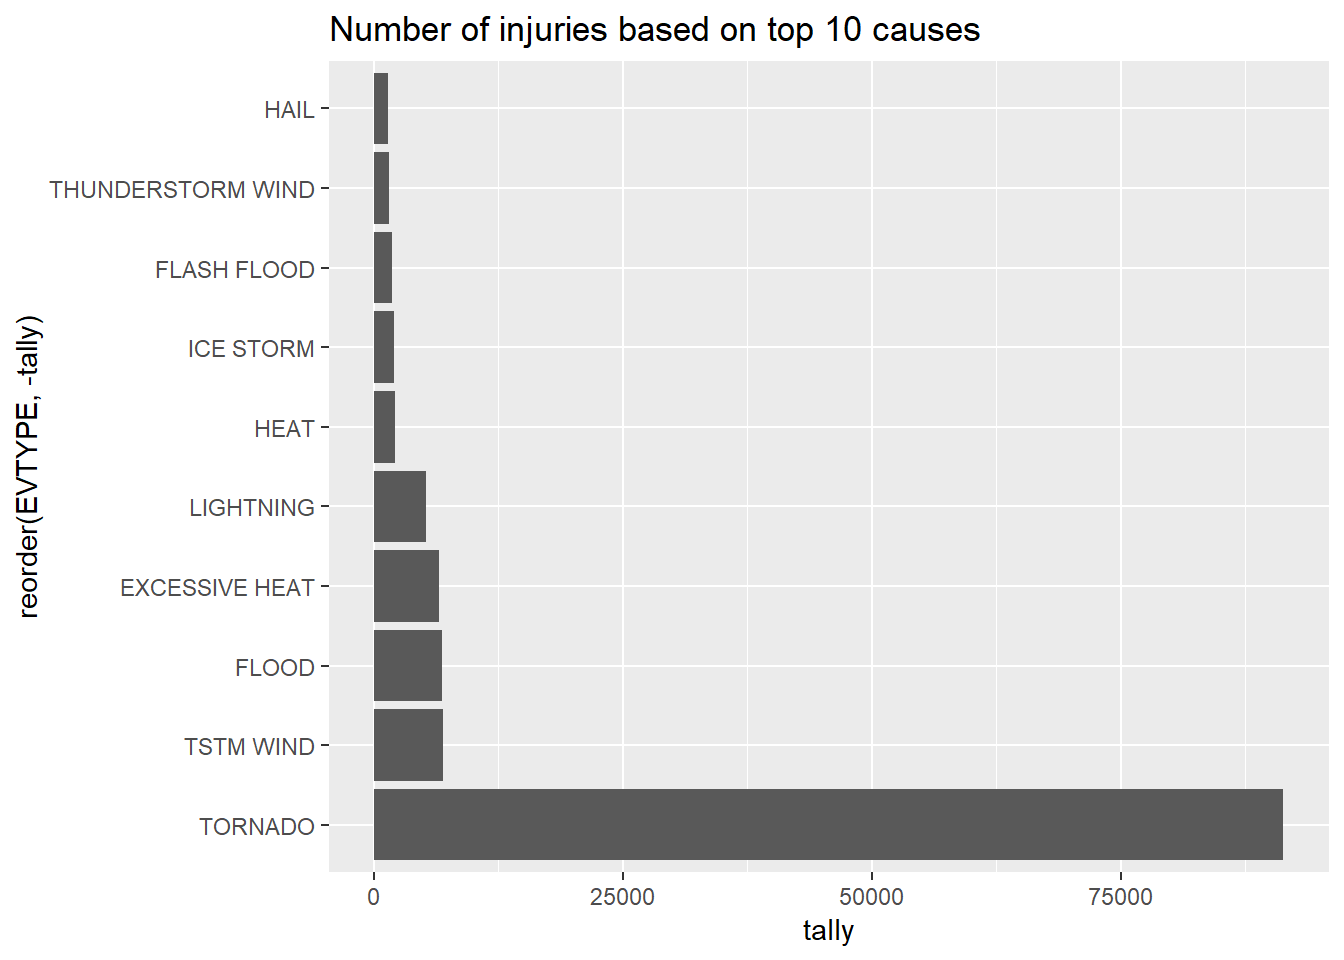 Number of injuries based on top 10 causes
HAIL
THUNDERSTORM WIND
FLASH FLOOD
ICE STORM
HEAT
LIGHTNING
EXCESSIVE HEAT
FLOOD
TSTM WIND
TORNADO
reorder(EVTYPE, -tally)
0 25000 50000 75000
tally